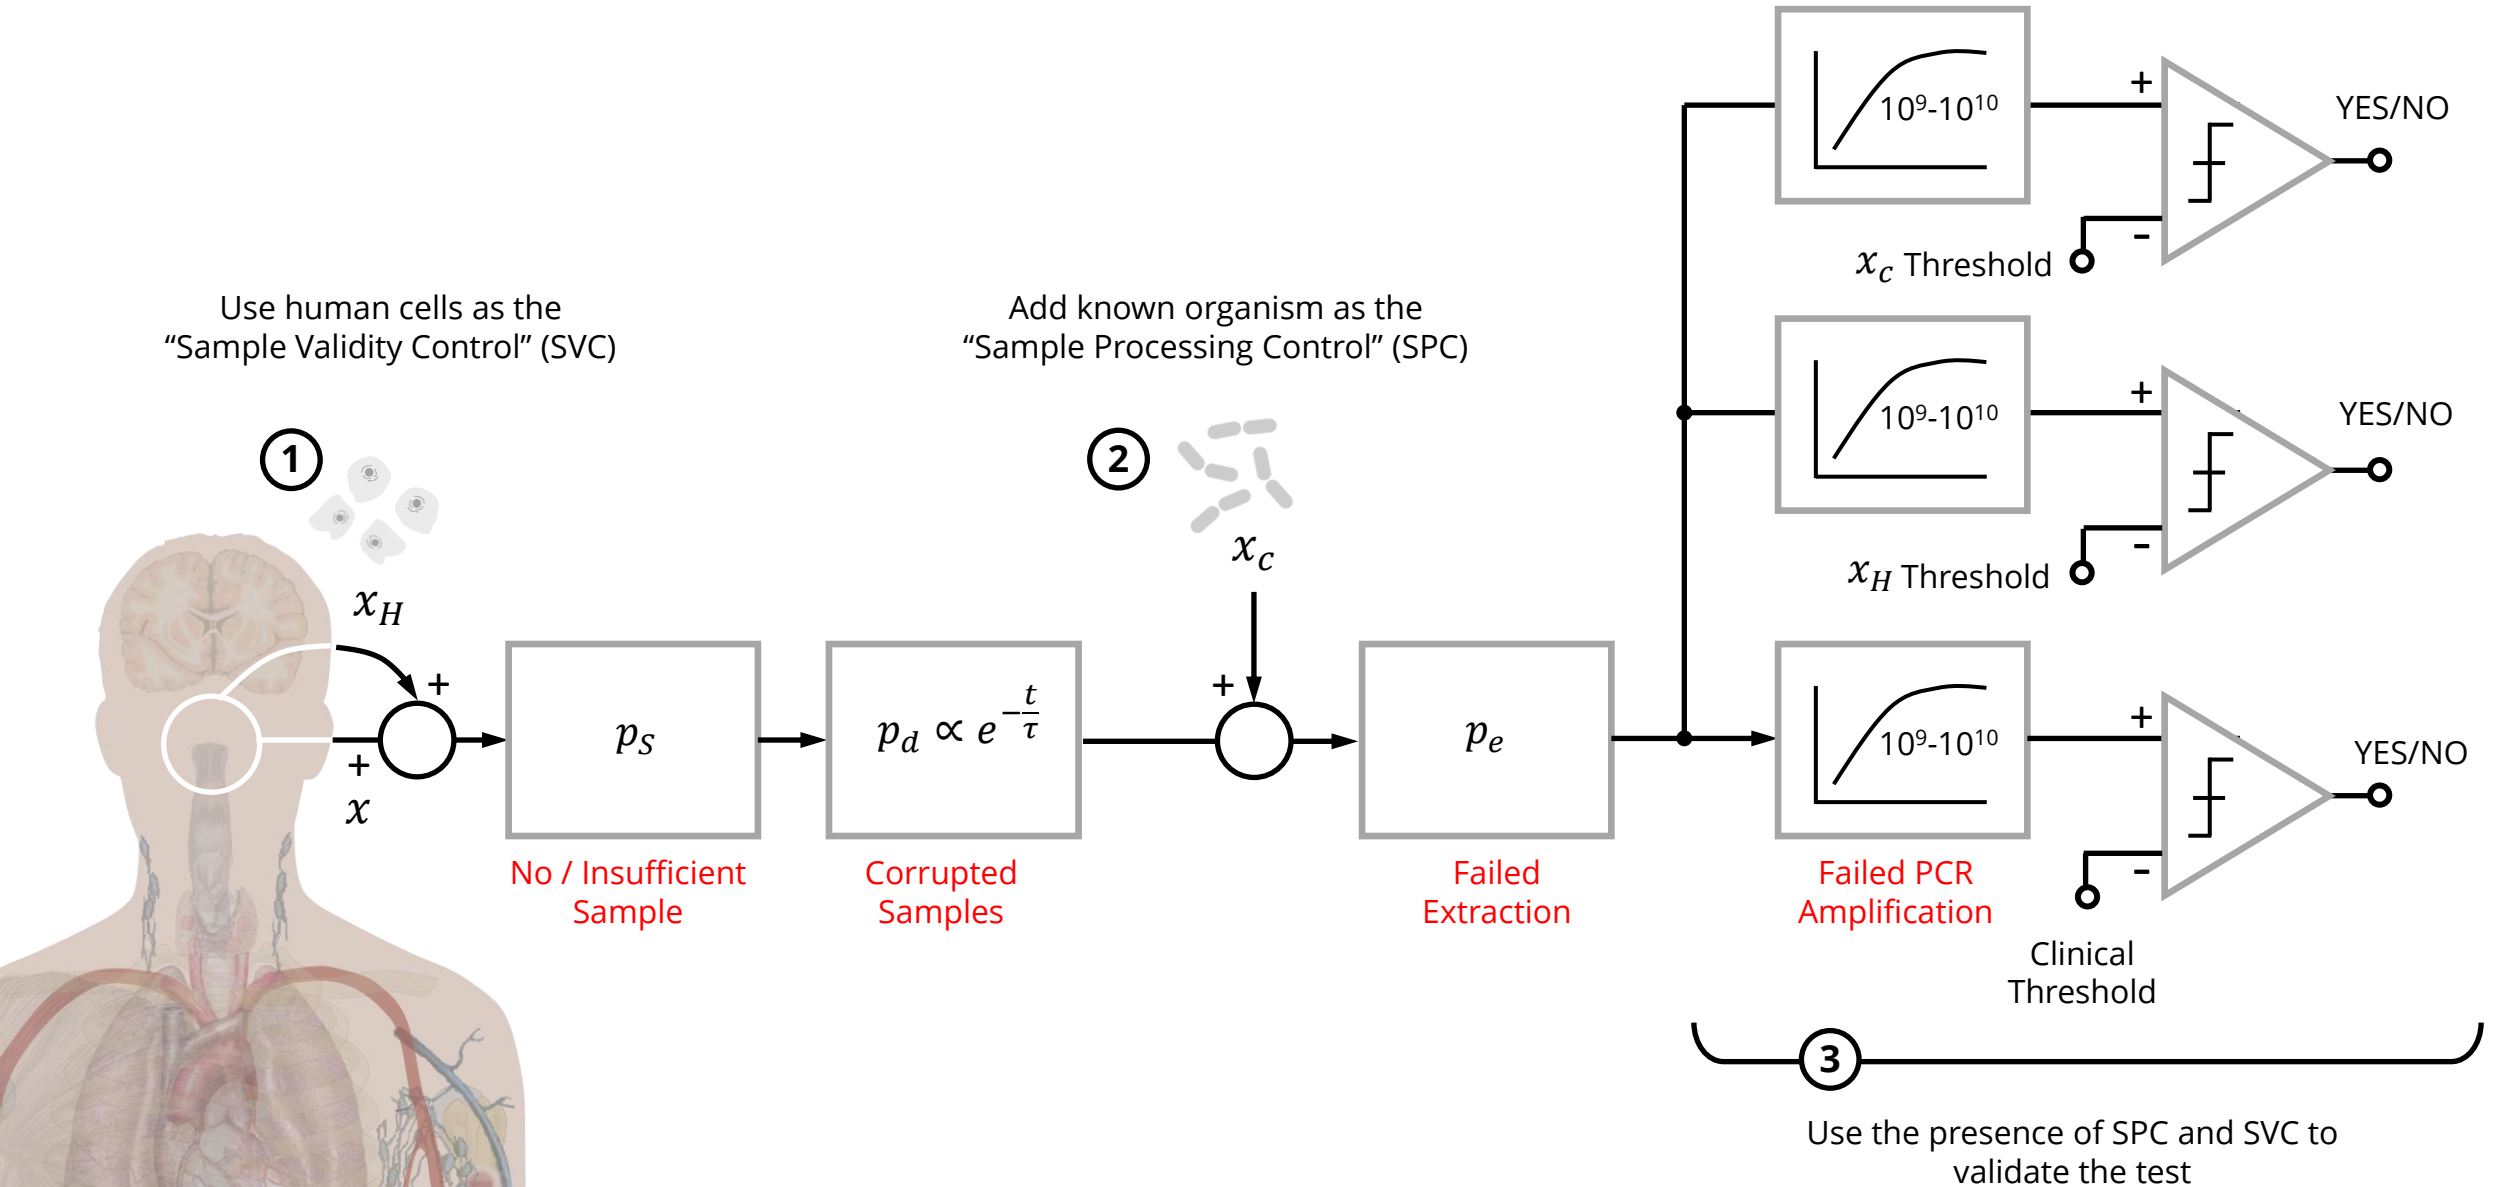 Use human cells as the
“Sample Validity Control” (SVC)
1
x_H
+
+
x
p_S
No / Insufficient
Sample
p_d ∝ e^{-t/τ}
Corrupted
Samples
Add known organism as the
“Sample Processing Control” (SPC)
2
x_c
+
p_e
Failed
Extraction
10⁹-10¹⁰
+
-
x_c Threshold
YES/NO
10⁹-10¹⁰
+
-
x_H Threshold
YES/NO
10⁹-10¹⁰
Failed PCR
Amplification
+
-
Clinical
Threshold
YES/NO
3
Use the presence of SPC and SVC to
validate the test